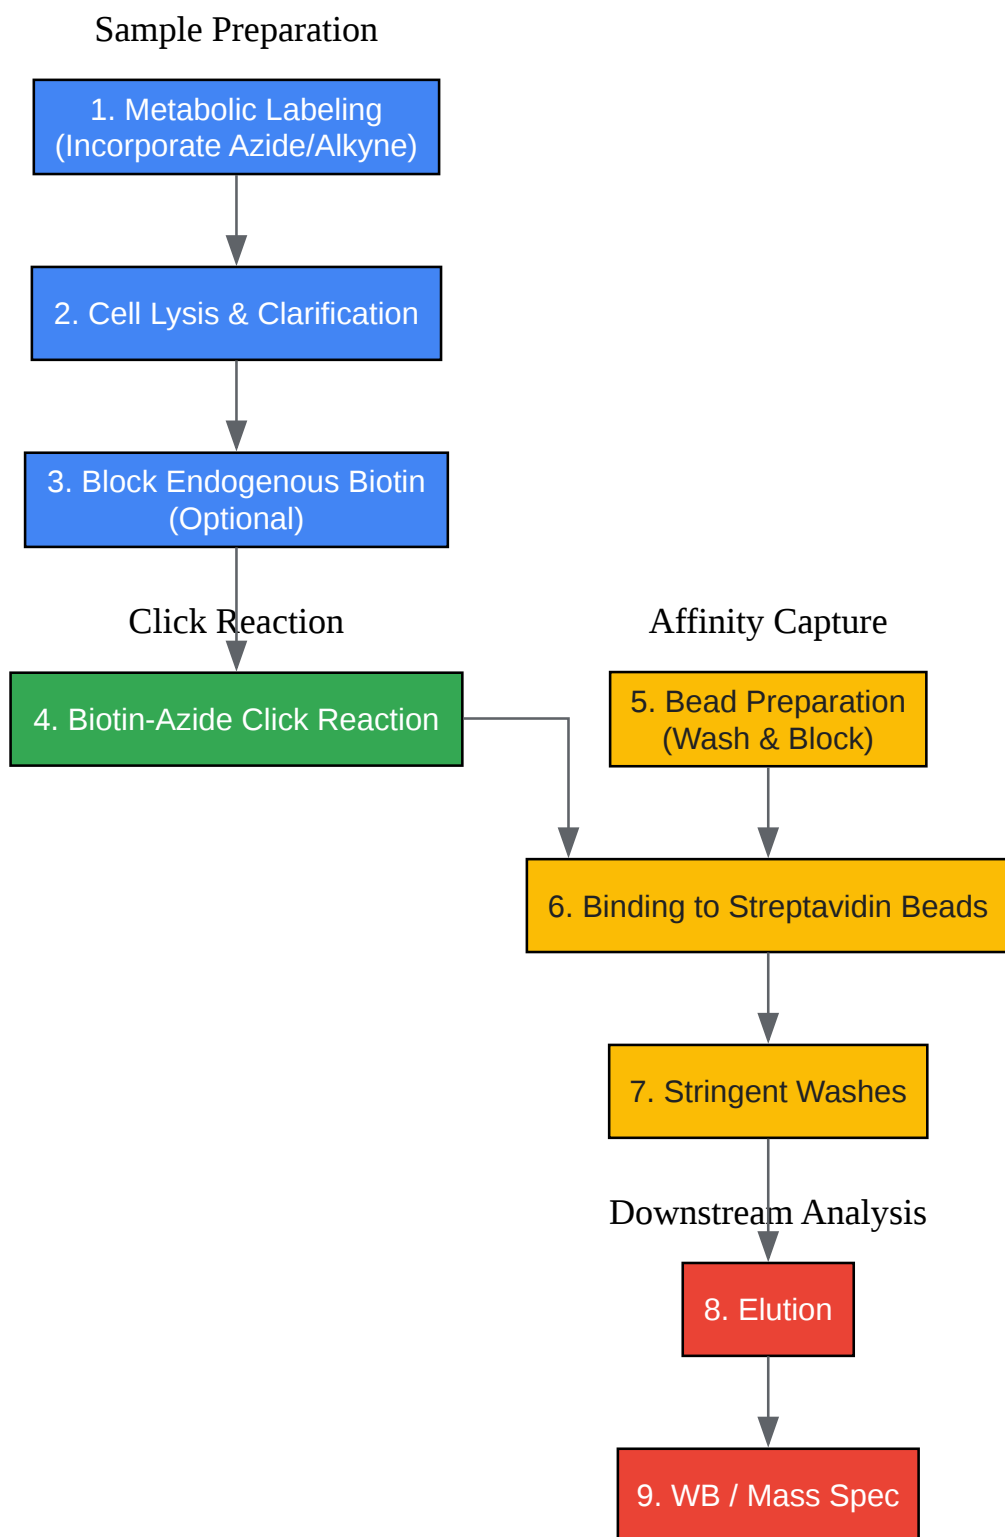 Sample Preparation
1. Metabolic Labeling
(Incorporate Azide/Alkyne)
2. Cell Lysis & Clarification
3. Block Endogenous Biotin
(Optional)
Click Reaction
4. Biotin-Azide Click Reaction
Affinity Capture
5. Bead Preparation
(Wash & Block)
6. Binding to Streptavidin Beads
7. Stringent Washes
Downstream Analysis
8. Elution
9. WB / Mass Spec